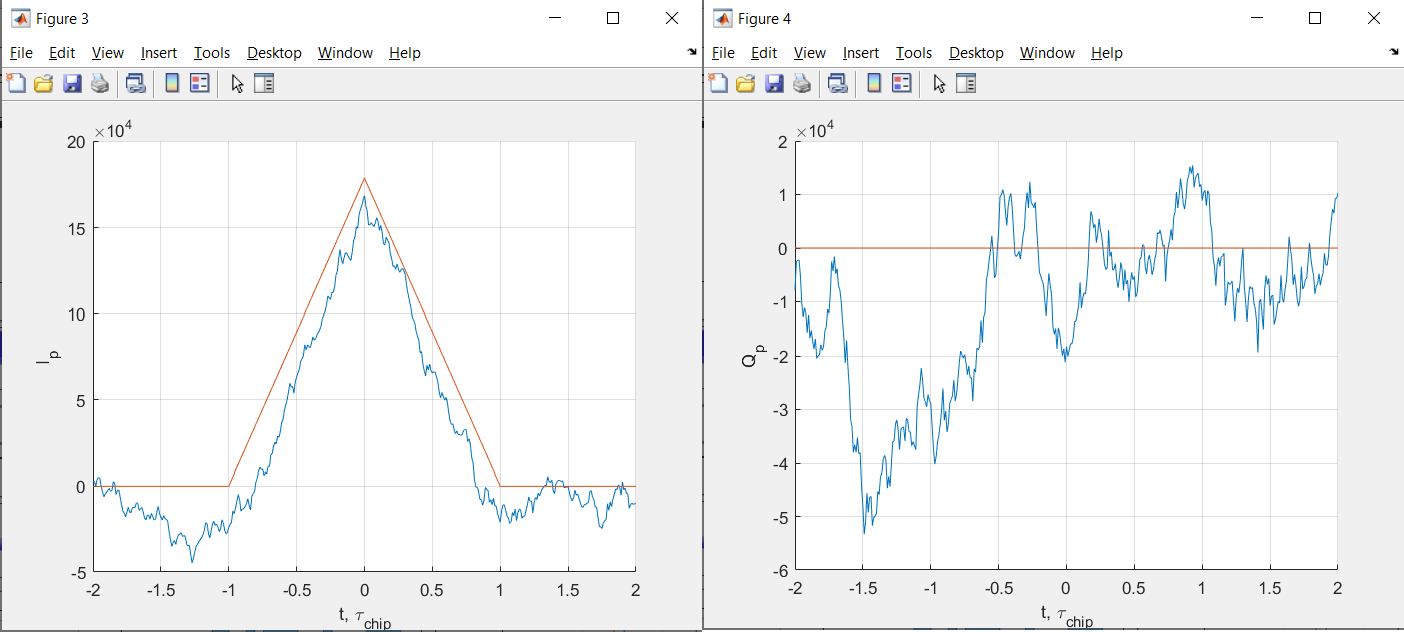 Figure 3
File Edit View Insert Tools Desktop Window Help
×10^4
20
15
10
5
0
-5
I_p
-2 -1.5 -1 -0.5 0 0.5 1 1.5 2
t, τ_chip
Figure 4
File Edit View Insert Tools Desktop Window Help
×10^4
2
1
0
-1
-2
-3
-4
-5
-6
Q_p
-2 -1.5 -1 -0.5 0 0.5 1 1.5 2
t, τ_chip